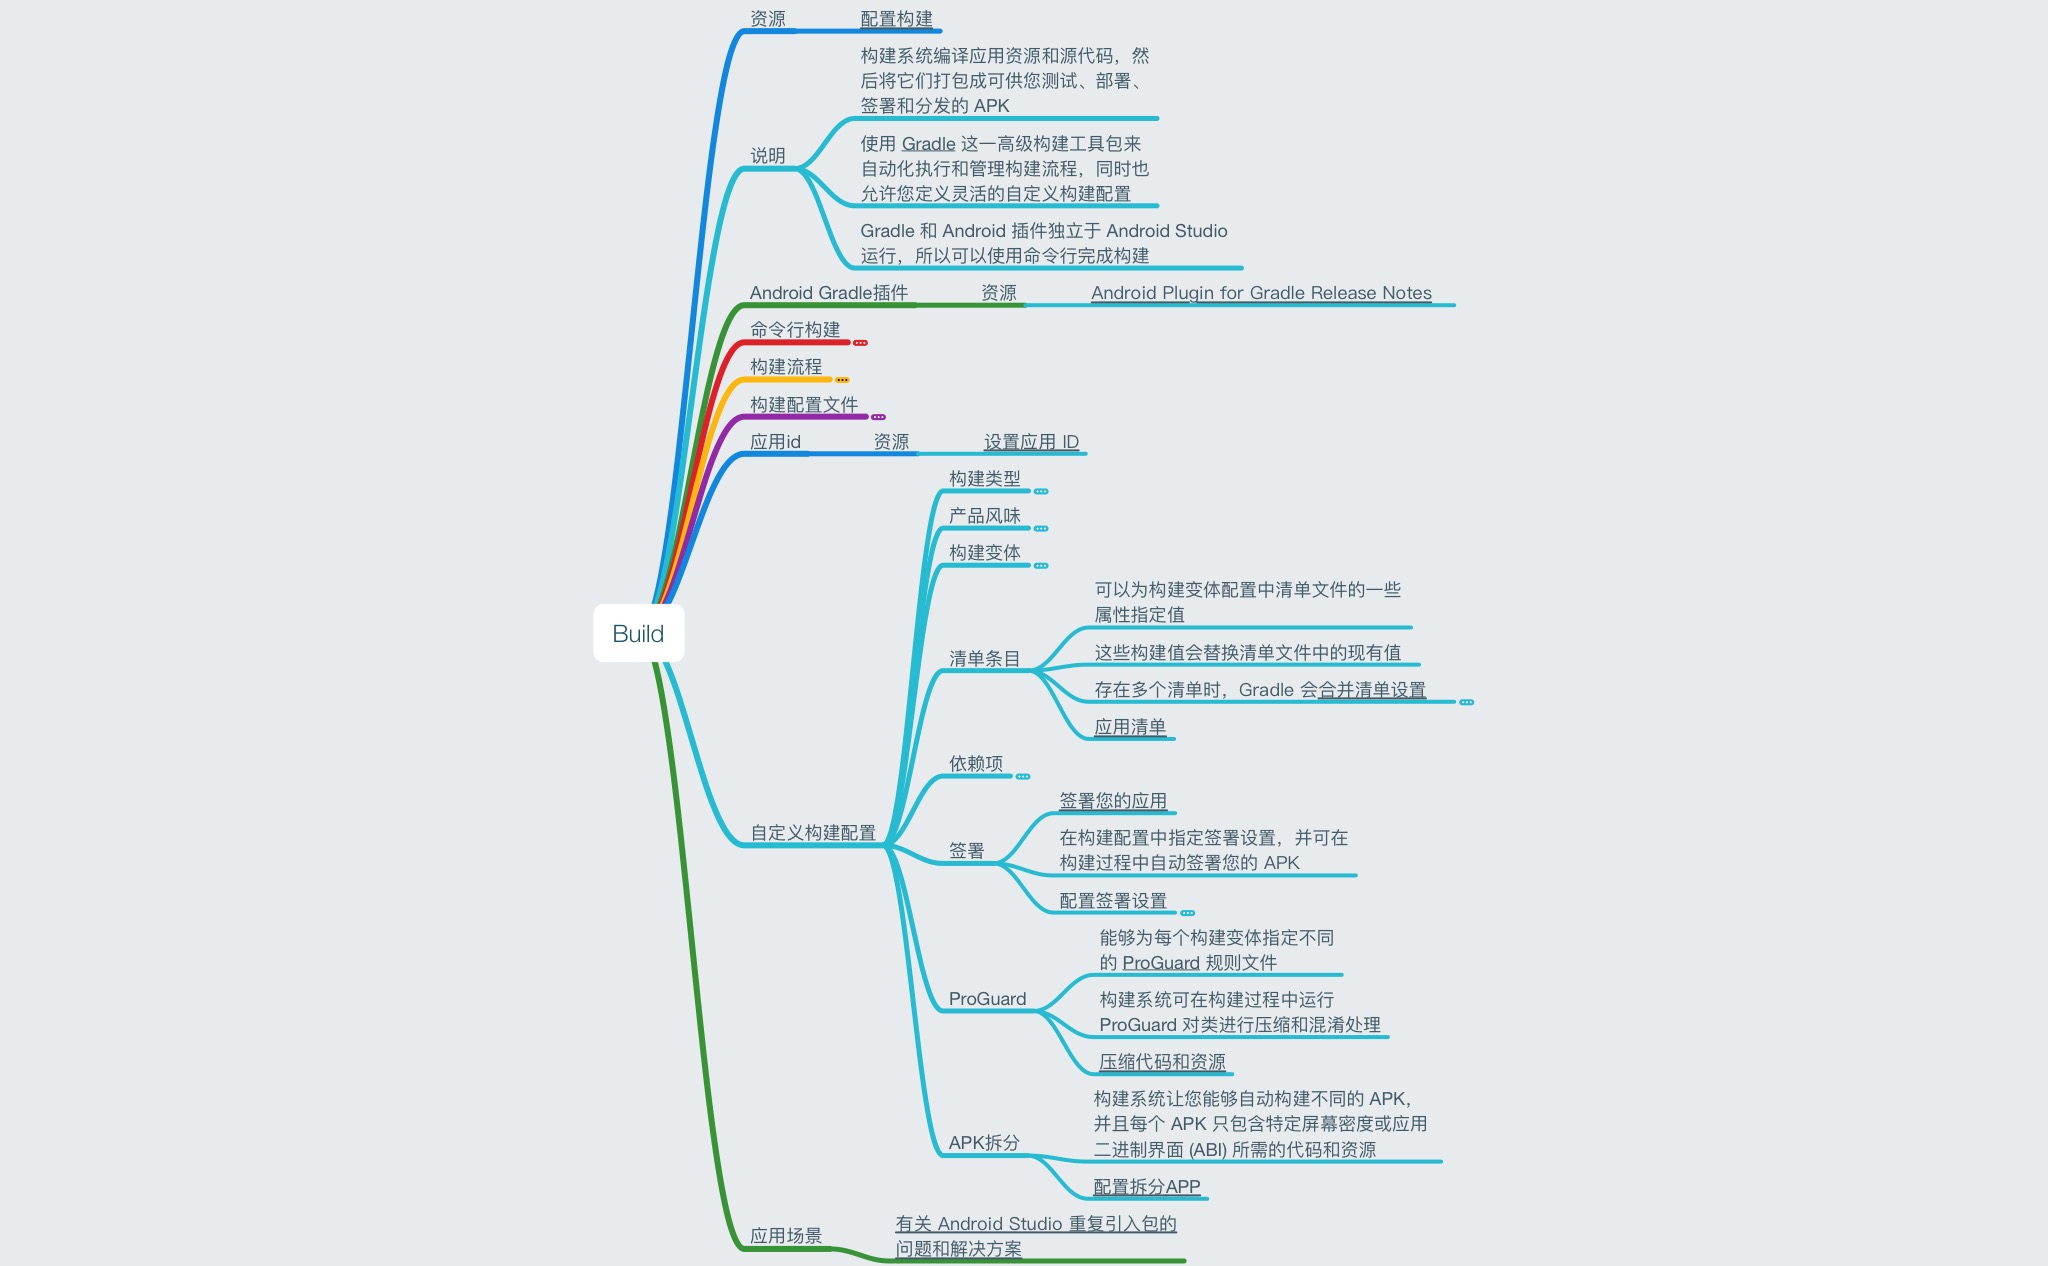 资源
配置构建
构建系统编译应用资源和源代码，然
后将它们打包成可供您测试、部署、
签署和分发的 APK
说明
使用 Gradle 这一高级构建工具包来
自动化执行和管理构建流程，同时也
允许您定义灵活的自定义构建配置
Gradle 和 Android 插件独立于 Android Studio
运行，所以可以使用命令行完成构建
Android Gradle插件
资源
Android Plugin for Gradle Release Notes
命令行构建
构建流程
构建配置文件
应用id
资源
设置应用 ID
Build
自定义构建配置
构建类型
产品风味
构建变体
清单条目
可以为构建变体配置中清单文件的一些
属性指定值
这些构建值会替换清单文件中的现有值
存在多个清单时，Gradle 会合并清单设置
应用清单
依赖项
签署
签署您的应用
在构建配置中指定签署设置，并可在
构建过程中自动签署您的 APK
配置签署设置
ProGuard
能够为每个构建变体指定不同
的 ProGuard 规则文件
构建系统可在构建过程中运行
ProGuard 对类进行压缩和混淆处理
压缩代码和资源
APK拆分
构建系统让您能够自动构建不同的 APK，
并且每个 APK 只包含特定屏幕密度或应用
二进制界面 (ABI) 所需的代码和资源
配置拆分APP
应用场景
有关 Android Studio 重复引入包的
问题和解决方案